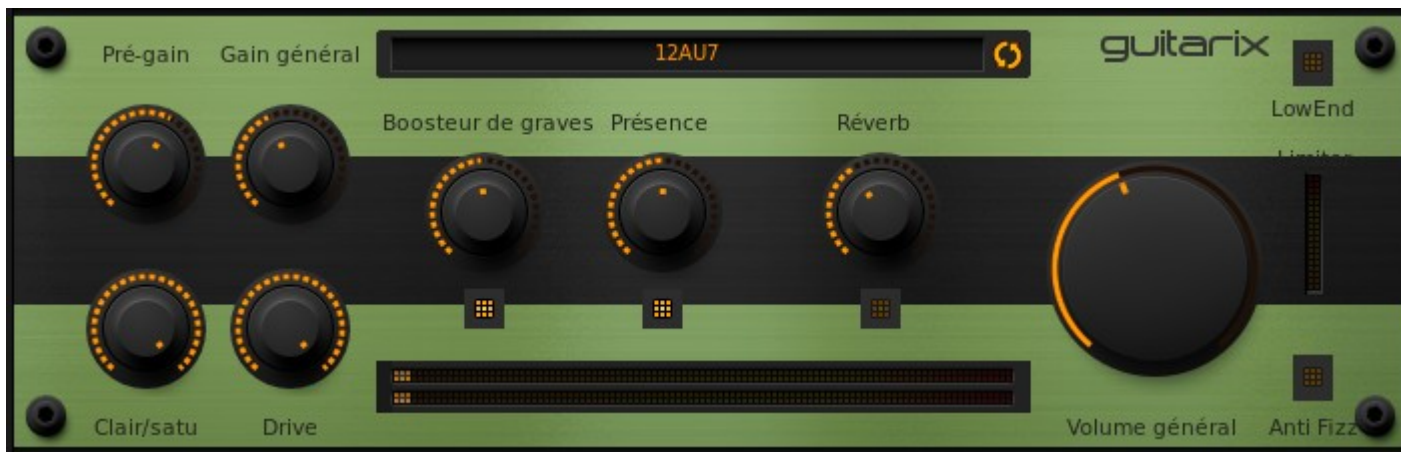 Pré-gain
Gain général
12AU7
guitarix
LowEnd
Boosteur de graves
Présence
Réverb
Limiter
Clair/satu
Drive
Volume général
Anti Fizz